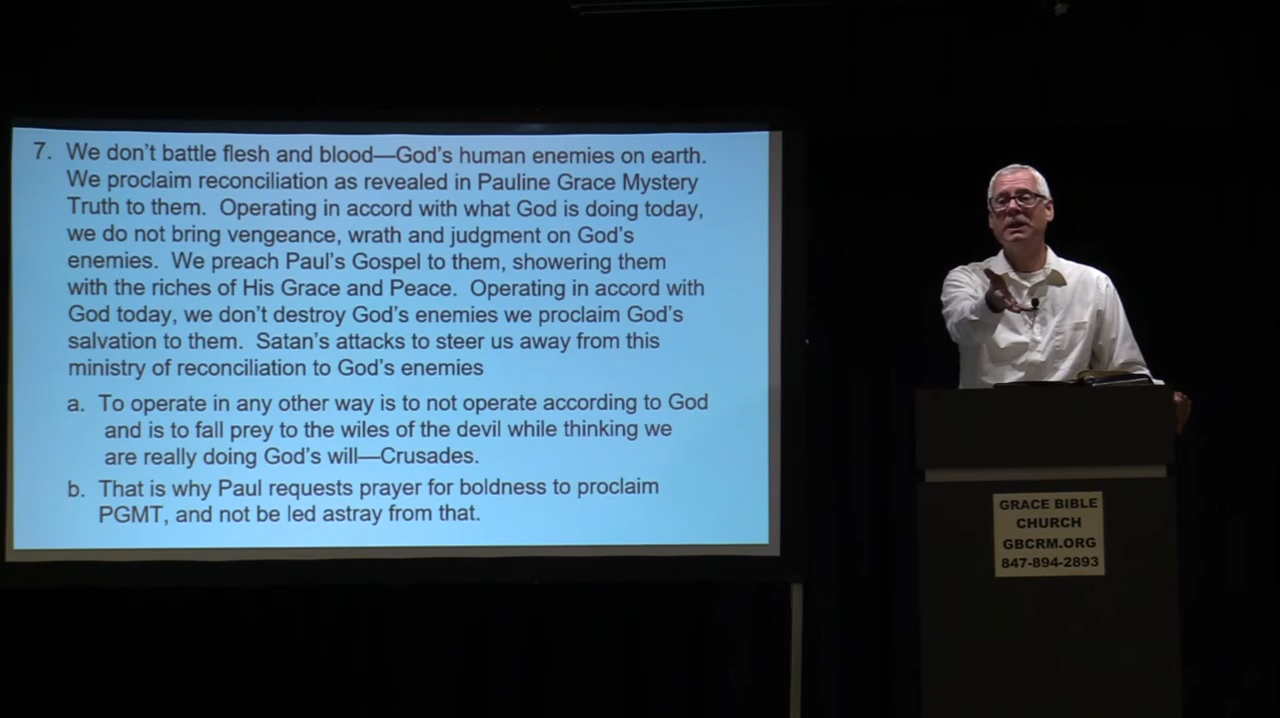 7. We don't battle flesh and blood—God's human enemies on earth.
We proclaim reconciliation as revealed in Pauline Grace Mystery
Truth to them. Operating in accord with what God is doing today,
we do not bring vengeance, wrath and judgment on God's
enemies. We preach Paul's Gospel to them, showering them
with the riches of His Grace and Peace. Operating in accord with
God today, we don't destroy God's enemies we proclaim God's
salvation to them. Satan's attacks to steer us away from this
ministry of reconciliation to God's enemies
a. To operate in any other way is to not operate according to God
and is to fall prey to the wiles of the devil while thinking we
are really doing God's will—Crusades.
b. That is why Paul requests prayer for boldness to proclaim
PGMT, and not be led astray from that.
GRACE BIBLE
CHURCH
GBCRM.ORG
847-894-2893